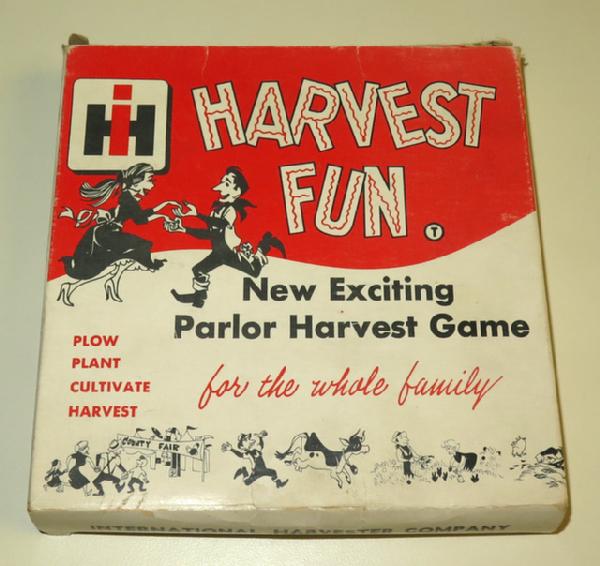 IH
HARVEST
FUN
T
New Exciting
Parlor Harvest Game
for the whole family
PLOW
PLANT
CULTIVATE
HARVEST
COUNTY FAIR
INTERNATIONAL HARVESTER COMPANY